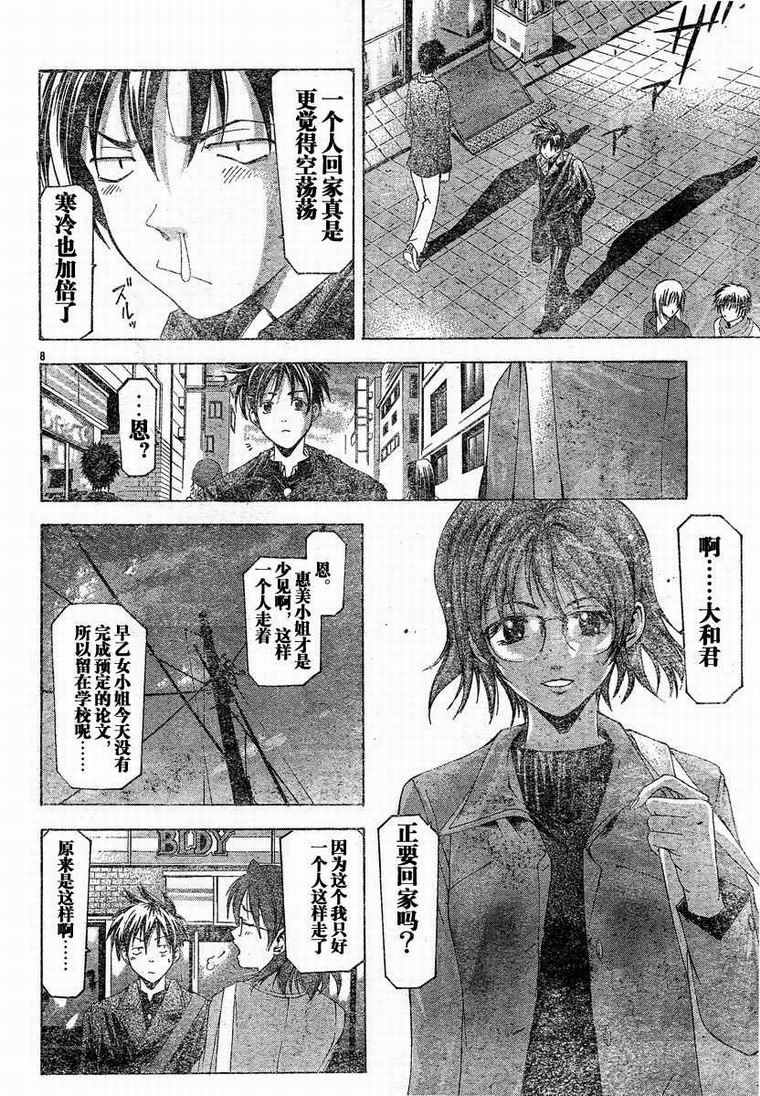 一个人回家真是
更觉得空荡荡
寒冷也加倍了
ズルッ
8
…恩?
啊……大和君
正要回家吗?
恩。
惠美小姐才是
少见啊,这样
一个人走着
早乙女小姐今天没有
完成预定的论文,
所以留在学校呢……
BLDY
因为这个我只好
一个人这样走了
原来是这样啊……